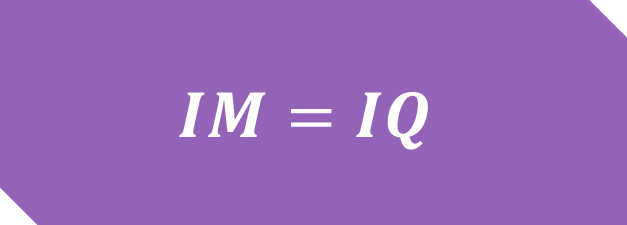 IM = IQ